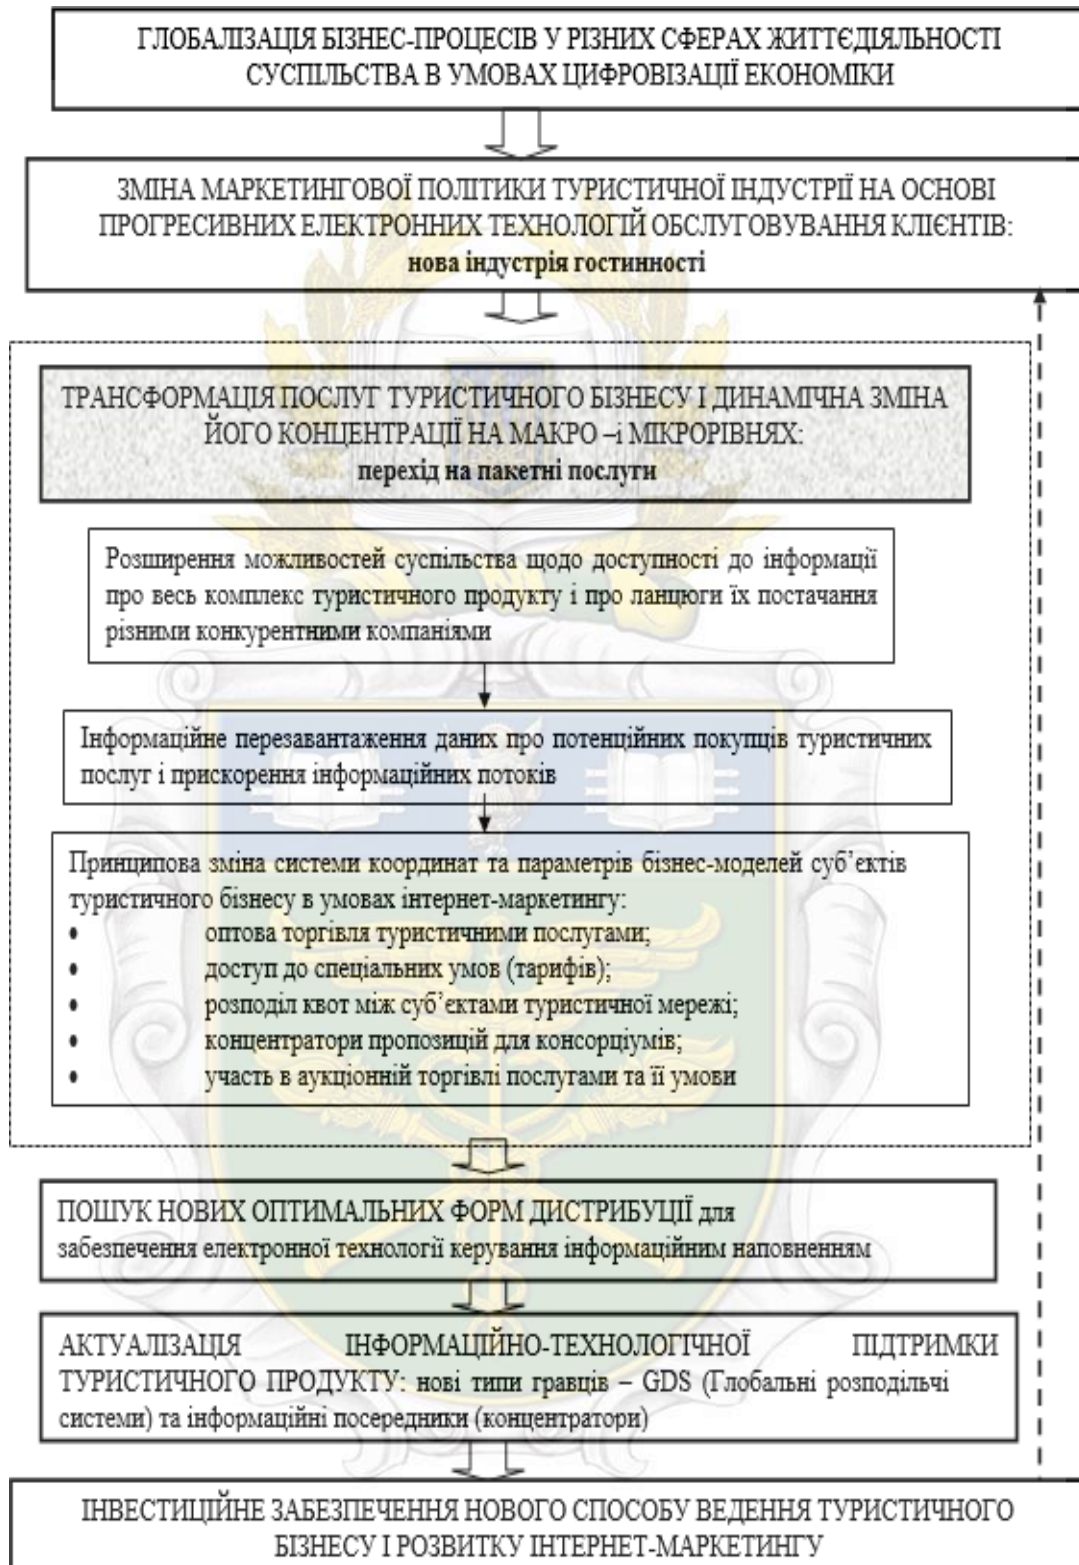 ГЛОБАЛІЗАЦІЯ БІЗНЕС-ПРОЦЕСІВ У РІЗНИХ СФЕРАХ ЖИТТЄДІЯЛЬНОСТІ
СУСПІЛЬСТВА В УМОВАХ ЦИФРОВІЗАЦІЇ ЕКОНОМІКИ
ЗМІНА МАРКЕТИНГОВОЇ ПОЛІТИКИ ТУРИСТИЧНОЇ ІНДУСТРІЇ НА ОСНОВІ
ПРОГРЕСИВНИХ ЕЛЕКТРОННИХ ТЕХНОЛОГІЙ ОБСЛУГОВУВАННЯ КЛІЄНТІВ:
нова індустрія гостинності
ТРАНСФОРМАЦІЯ ПОСЛУГ ТУРИСТИЧНОГО БІЗНЕСУ І ДИНАМІЧНА ЗМІНА
ЙОГО КОНЦЕНТРАЦІЇ НА МАКРО –і МІКРОРІВНЯХ:
перехід на пакетні послуги
Розширення можливостей суспільства щодо доступності до інформації
про весь комплекс туристичного продукту і про ланцюги їх постачання
різними конкурентними компаніями
Інформаційне перезавантаження даних про потенційних покупців туристичних
послуг і прискорення інформаційних потоків
Принципова зміна системи координат та параметрів бізнес-моделей суб’єктів
туристичного бізнесу в умовах інтернет-маркетингу:
• оптова торгівля туристичними послугами;
• доступ до спеціальних умов (тарифів);
• розподіл квот між суб’єктами туристичної мережі;
• концентратори пропозицій для консорціумів;
• участь в аукціонній торгівлі послугами та її умови
ПОШУК НОВИХ ОПТИМАЛЬНИХ ФОРМ ДИСТРИБУЦІЇ для
забезпечення електронної технології керування інформаційним наповненням
АКТУАЛІЗАЦІЯ ІНФОРМАЦІЙНО-ТЕХНОЛОГІЧНОЇ ПІДТРИМКИ
ТУРИСТИЧНОГО ПРОДУКТУ: нові типи гравців – GDS (Глобальні розподільчі
системи) та інформаційні посередники (концентратори)
ІНВЕСТИЦІЙНЕ ЗАБЕЗПЕЧЕННЯ НОВОГО СПОСОБУ ВЕДЕННЯ ТУРИСТИЧНОГО
БІЗНЕСУ І РОЗВИТКУ ІНТЕРНЕТ-МАРКЕТИНГУ